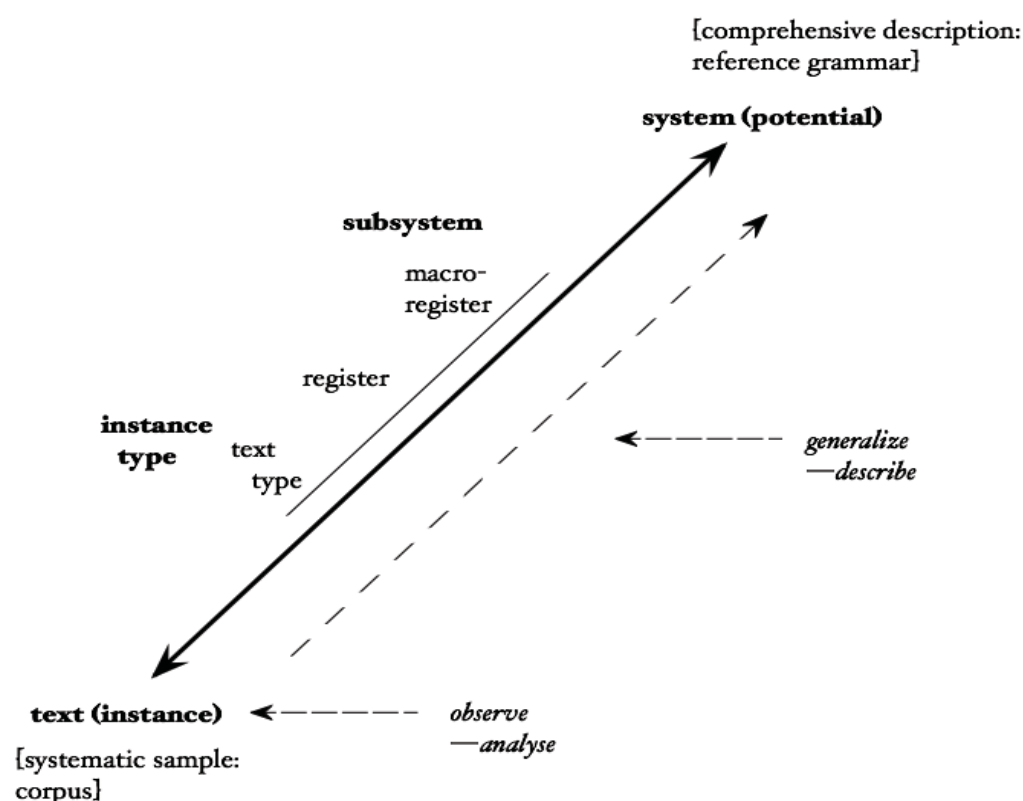 [comprehensive description:
reference grammar]
system (potential)
subsystem
macro-
register
register
instance
type
text
type
generalize
—describe
text (instance)
observe
—analyse
[systematic sample:
corpus]